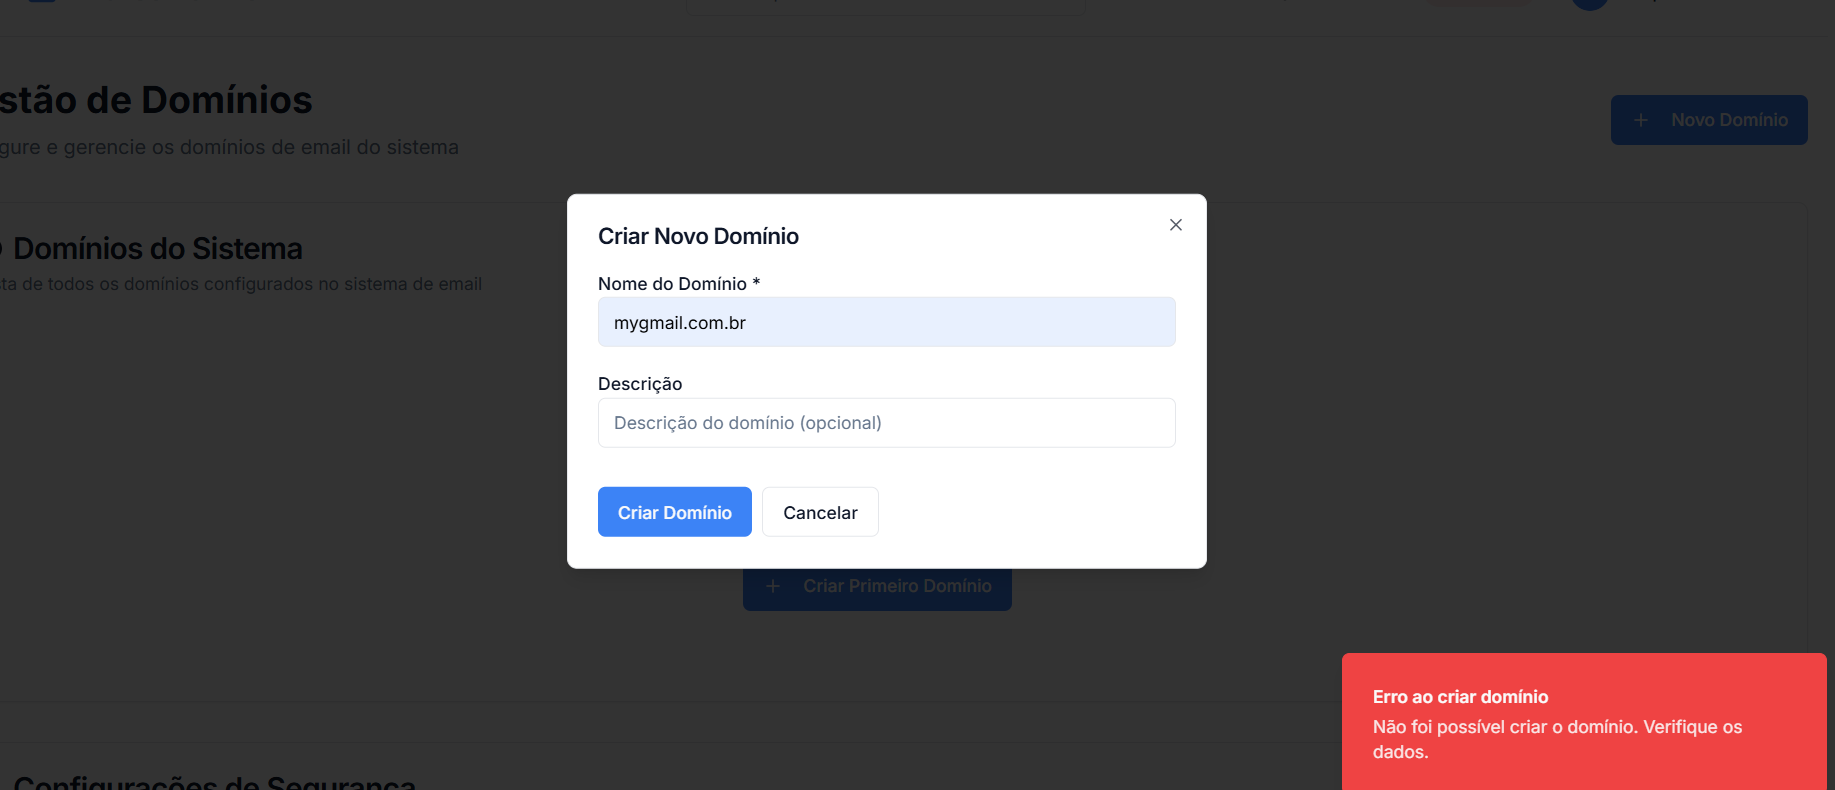 stão de Domínios
gure e gerencie os domínios de email do sistema
Novo Domínio
Domínios do Sistema
sta de todos os domínios configurados no sistema de email
Criar Novo Domínio
Nome do Domínio *
mygmail.com.br
Descrição
Descrição do domínio (opcional)
Criar Domínio
Cancelar
Criar Primeiro Domínio
Erro ao criar domínio
Não foi possível criar o domínio. Verifique os
dados.
Configurações de Segurança